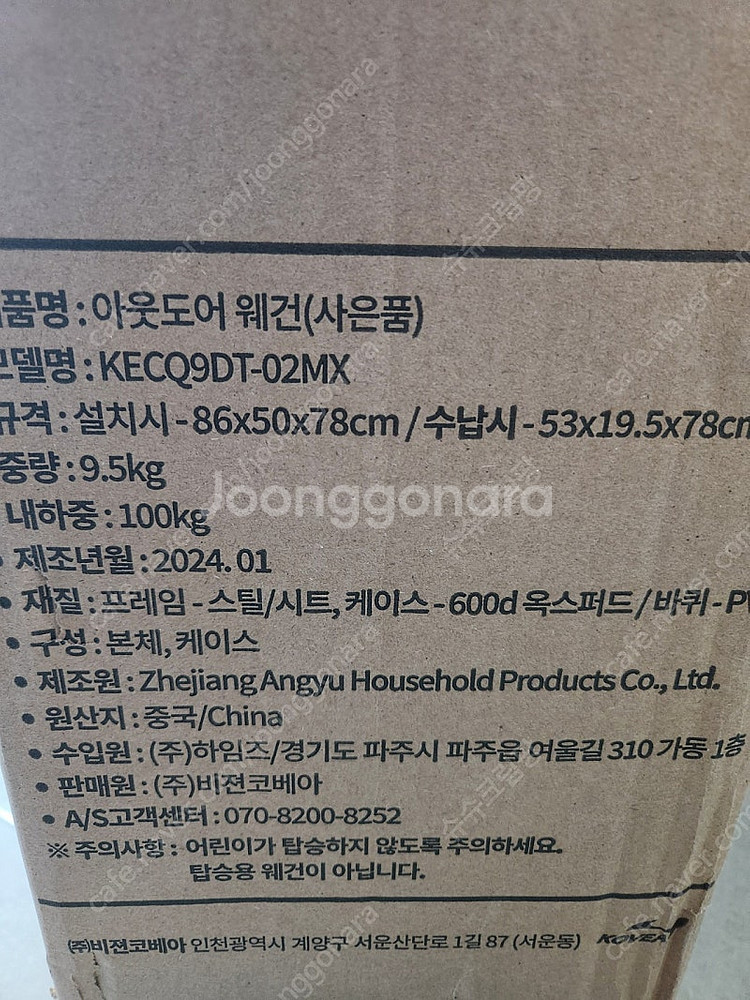 품명 : 아웃도어 웨건(사은품)
모델명 : KECQ9DT-02MX
규격 : 설치시 - 86x50x78cm / 수납시 - 53x19.5x78cm
중량 : 9.5kg
내하중 : 100kg
Joonggonara
• 제조년월 : 2024. 01
• 재질 : 프레임 - 스틸/시트, 케이스 - 600d 옥스퍼드 / 바퀴 - PV
• 구성 : 본체, 케이스
• 제조원 : Zhejiang Angyu Household Products Co., Ltd.
• 원산지 : 중국/China
• 수입원 : (주)하임즈/경기도 파주시 파주읍 여울길 310 가동 1층
• 판매원 : (주)비젼코베아
• A/S고객센터 : 070-8200-8252
※ 주의사항 : 어린이가 탑승하지 않도록 주의하세요.
탑승용 웨건이 아닙니다.
(주)비젼코베아 인천광역시 계양구 서운산단로 1길 87 (서운동) KOVEA